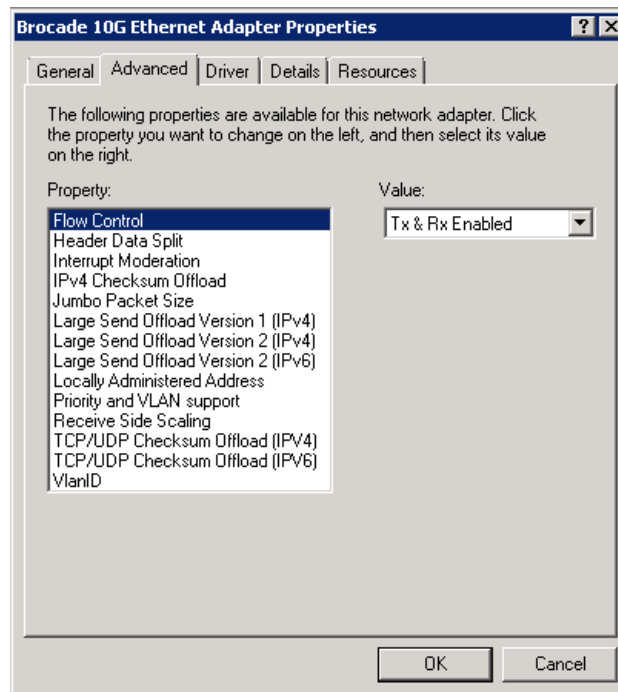 Brocade 10G Ethernet Adapter Properties
General Advanced Driver Details Resources
The following properties are available for this network adapter. Click
the property you want to change on the left, and then select its value
on the right.
Property:
Value:
Flow Control
Tx & Rx Enabled
Header Data Split
Interrupt Moderation
IPv4 Checksum Offload
Jumbo Packet Size
Large Send Offload Version 1 (IPv4)
Large Send Offload Version 2 (IPv4)
Large Send Offload Version 2 (IPv6)
Locally Administered Address
Priority and VLAN support
Receive Side Scaling
TCP/UDP Checksum Offload (IPV4)
TCP/UDP Checksum Offload (IPV6)
VlanID
OK
Cancel